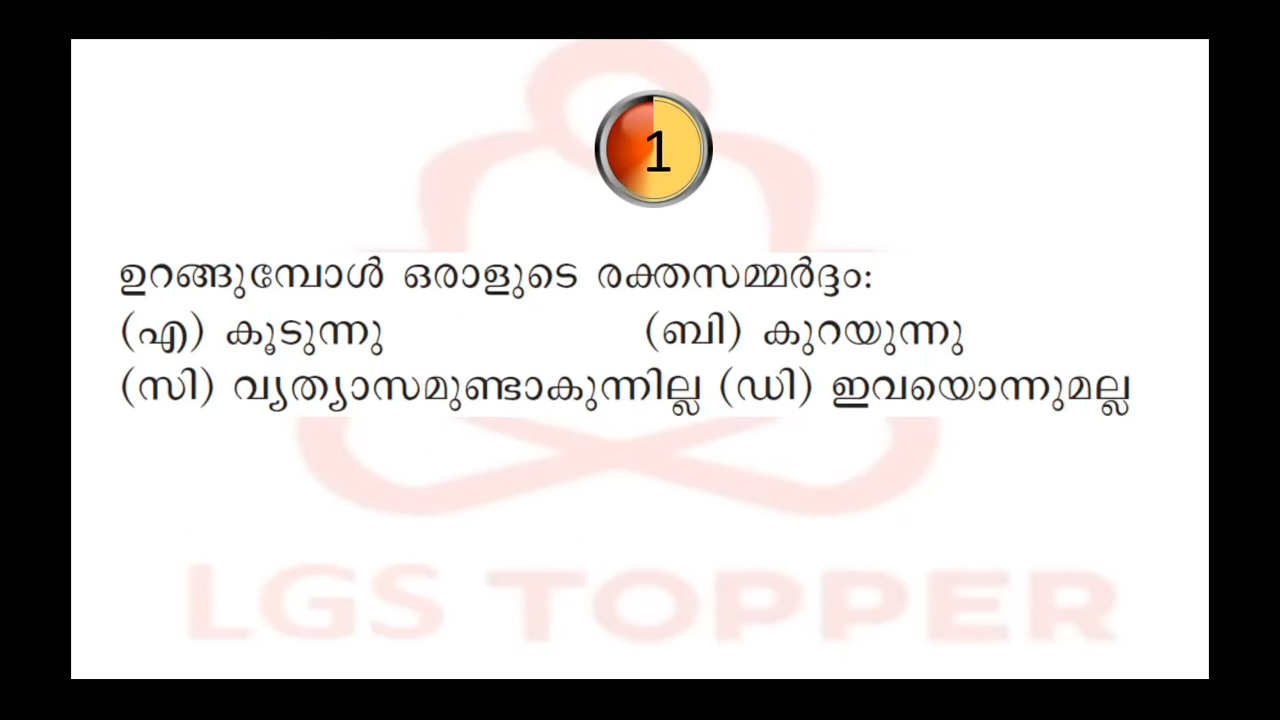 1
ഉറങ്ങുമ്പോൾ ഒരാളുടെ രക്തസമ്മർദ്ദം:
(എ) കൂടുന്നു (ബി) കുറയുന്നു
(സി) വ്യത്യാസമുണ്ടാകുന്നില്ല (ഡി) ഇവയൊന്നുമല്ല
LGS TOPPER